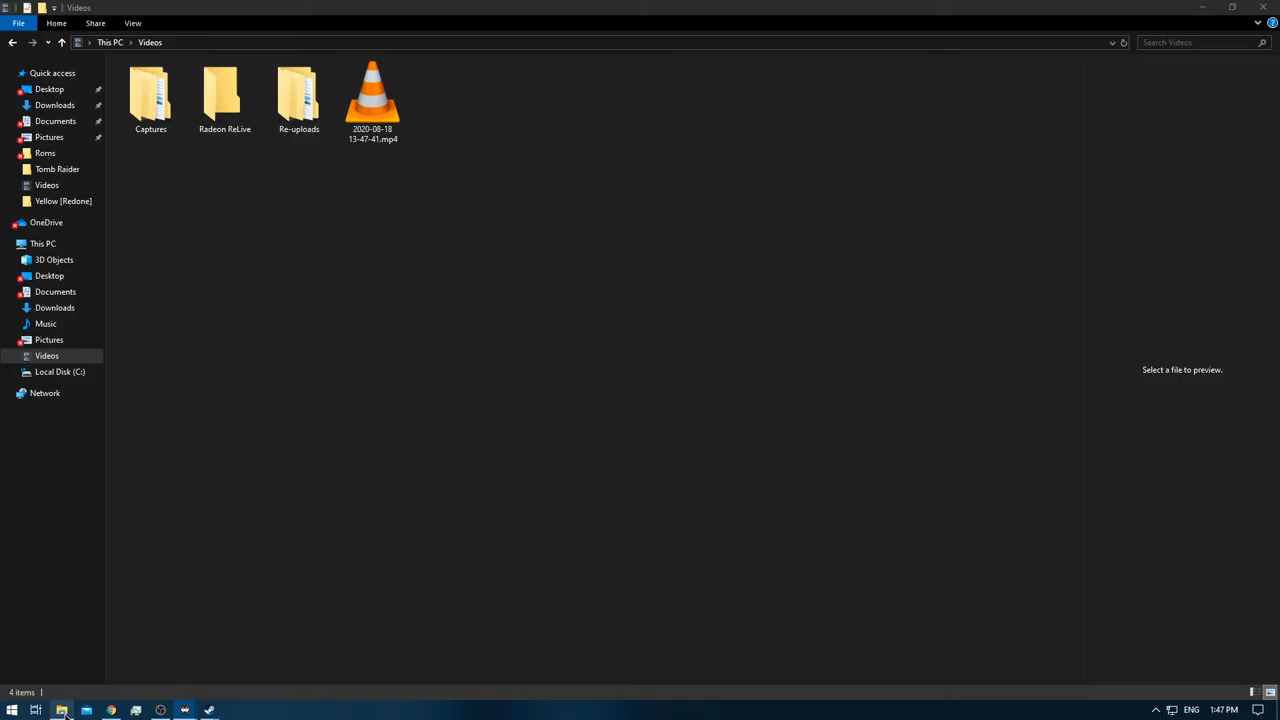 Videos
File
Home
Share
View
This PC
Videos
Search Videos
Quick access
Desktop
Downloads
Documents
Pictures
Roms
Tomb Raider
Videos
Yellow [Redone]
OneDrive
This PC
3D Objects
Desktop
Documents
Downloads
Music
Pictures
Videos
Local Disk (C:)
Network
Captures
Radeon ReLive
Re-uploads
2020-08-18
13-47-41.mp4
Select a file to preview.
4 items
ENG
1:47 PM